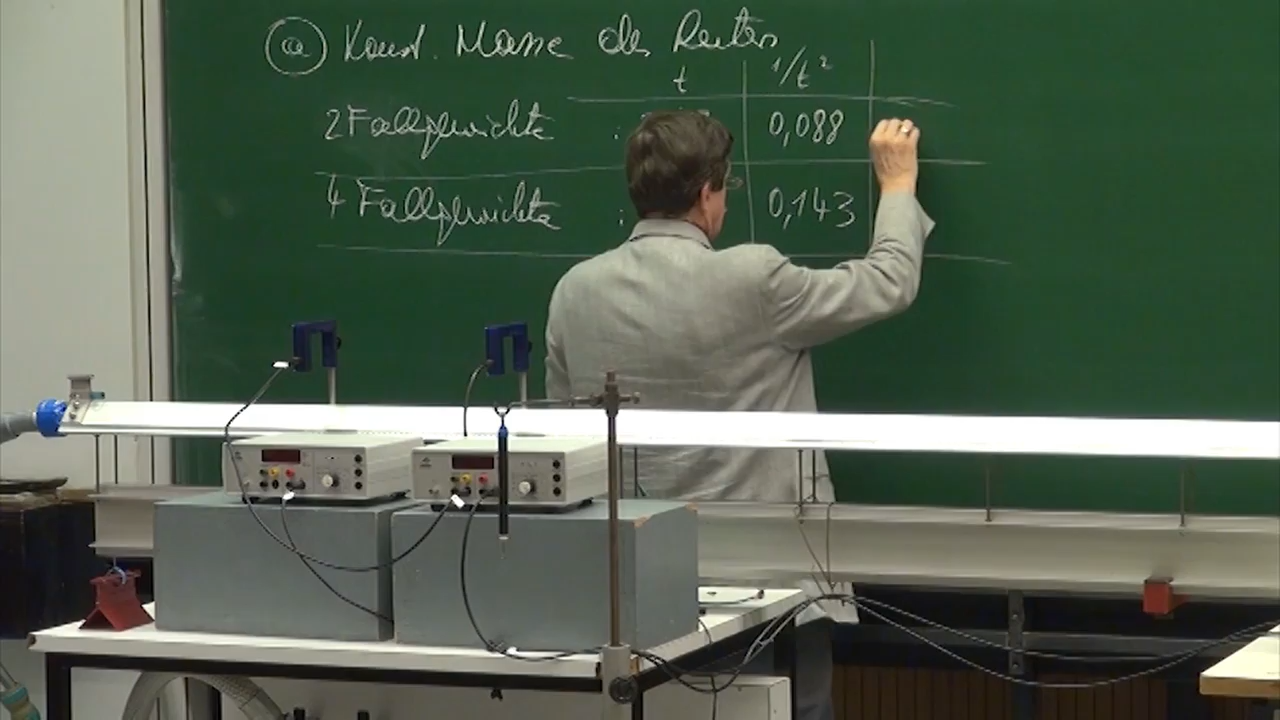 a Konst. Masse des Reiters
t 1/t²
2 Fallgewichte : 0,088
4 Fallgewichte : 0,143